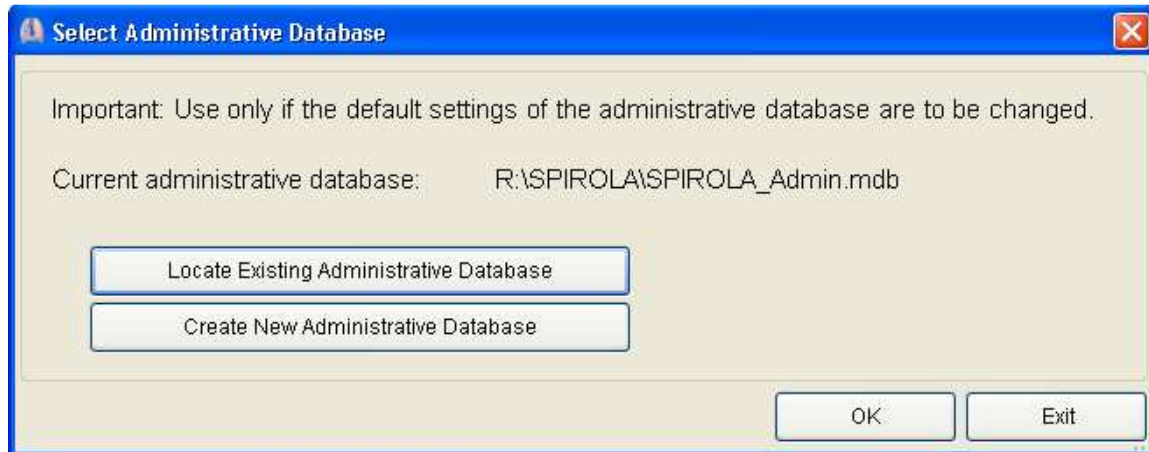 Select Administrative Database
Important: Use only if the default settings of the administrative database are to be changed.
Current administrative database: R:\SPIROLA\SPIROLA_Admin.mdb
Locate Existing Administrative Database
Create New Administrative Database
OK Exit